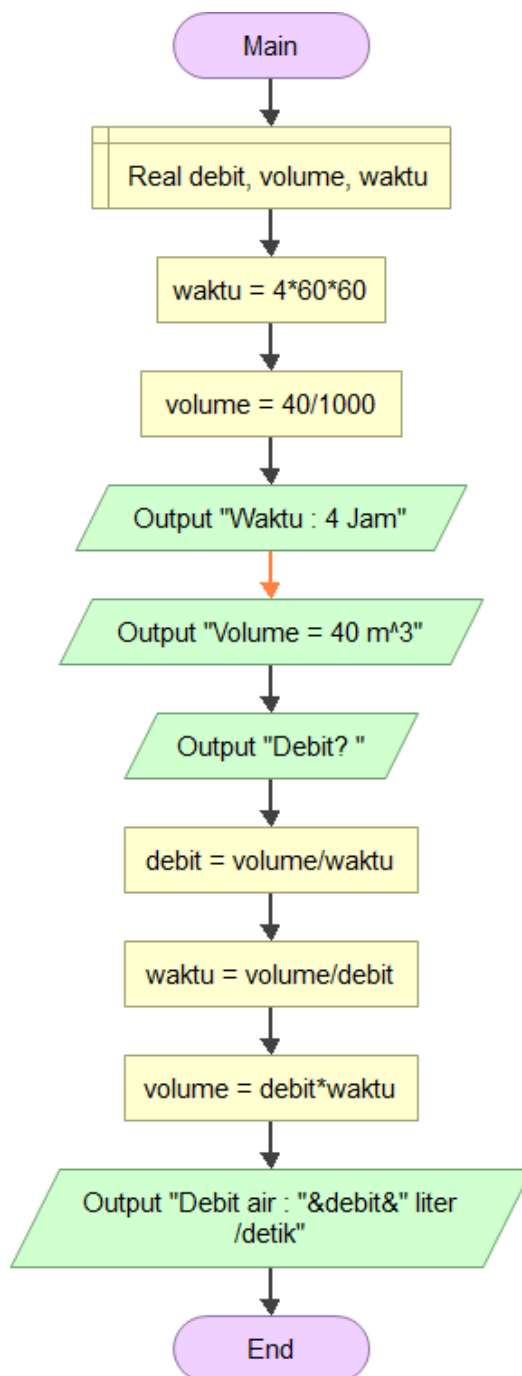 Main
Real debit, volume, waktu
waktu = 4*60*60
volume = 40/1000
Output "Waktu : 4 Jam"
Output "Volume = 40 m^3"
Output "Debit? "
debit = volume/waktu
waktu = volume/debit
volume = debit*waktu
Output "Debit air : "&debit&" liter
/detik"
End